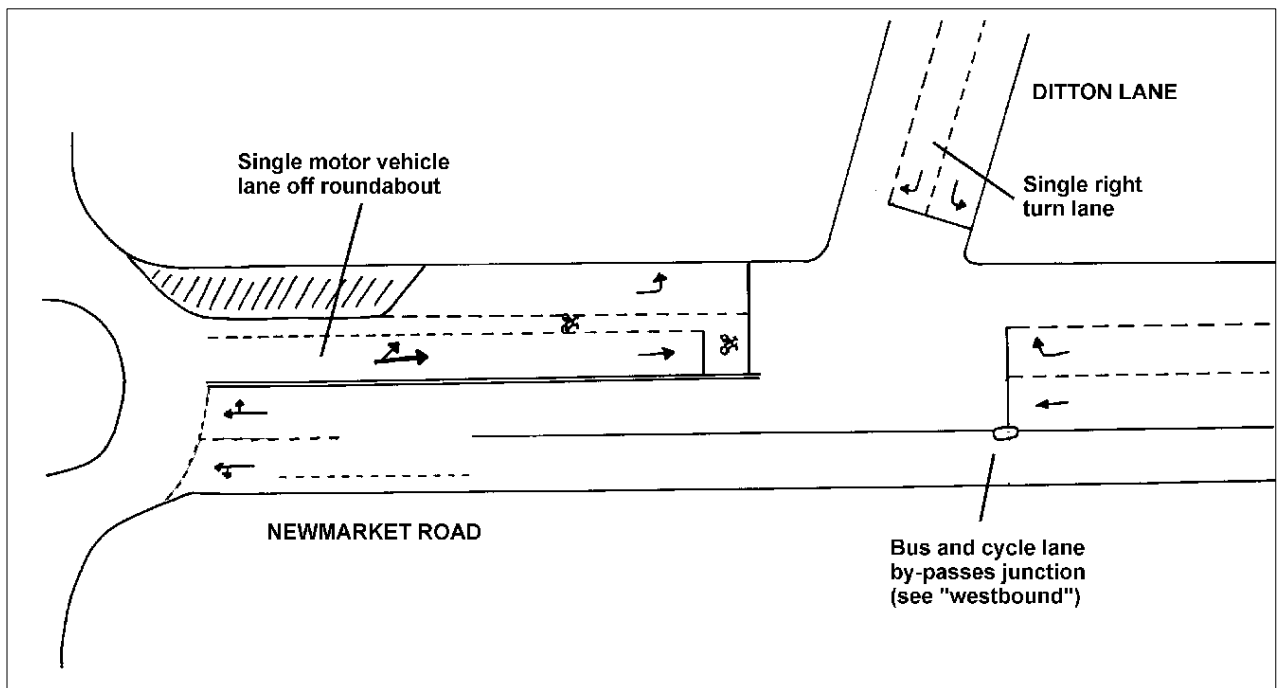 DITTON LANE
Single motor vehicle
lane off roundabout
Single right
turn lane
NEWMARKET ROAD
Bus and cycle lane
by-passes junction
(see "westbound")